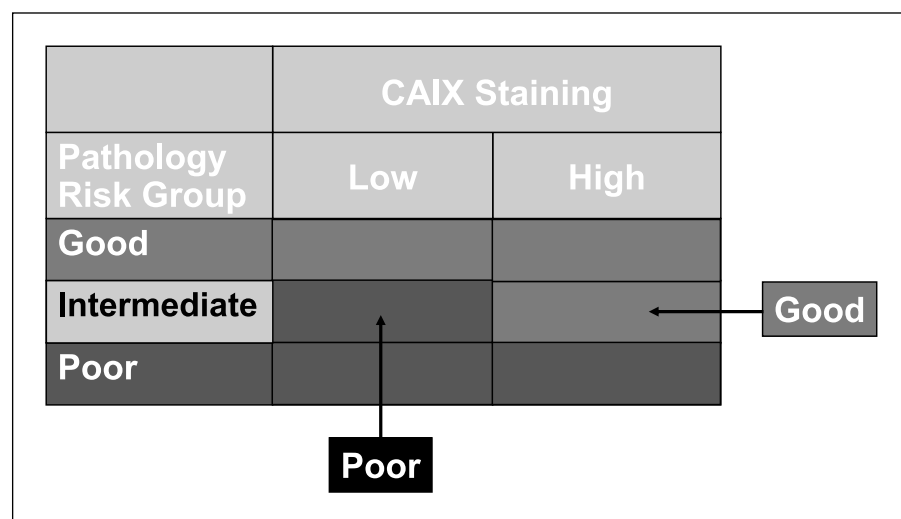 CAIX Staining
Pathology
Risk Group
Low
High
Good
Intermediate
Good
Poor
Poor